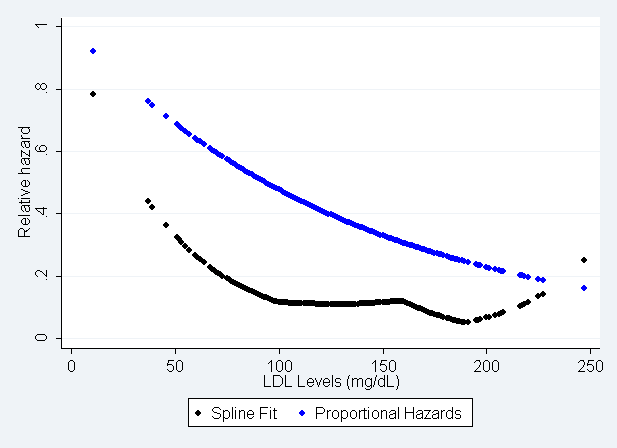 Relative hazard
1
.8
.6
.4
.2
0
0 50 100 150 200 250
LDL Levels (mg/dL)
Spline Fit Proportional Hazards